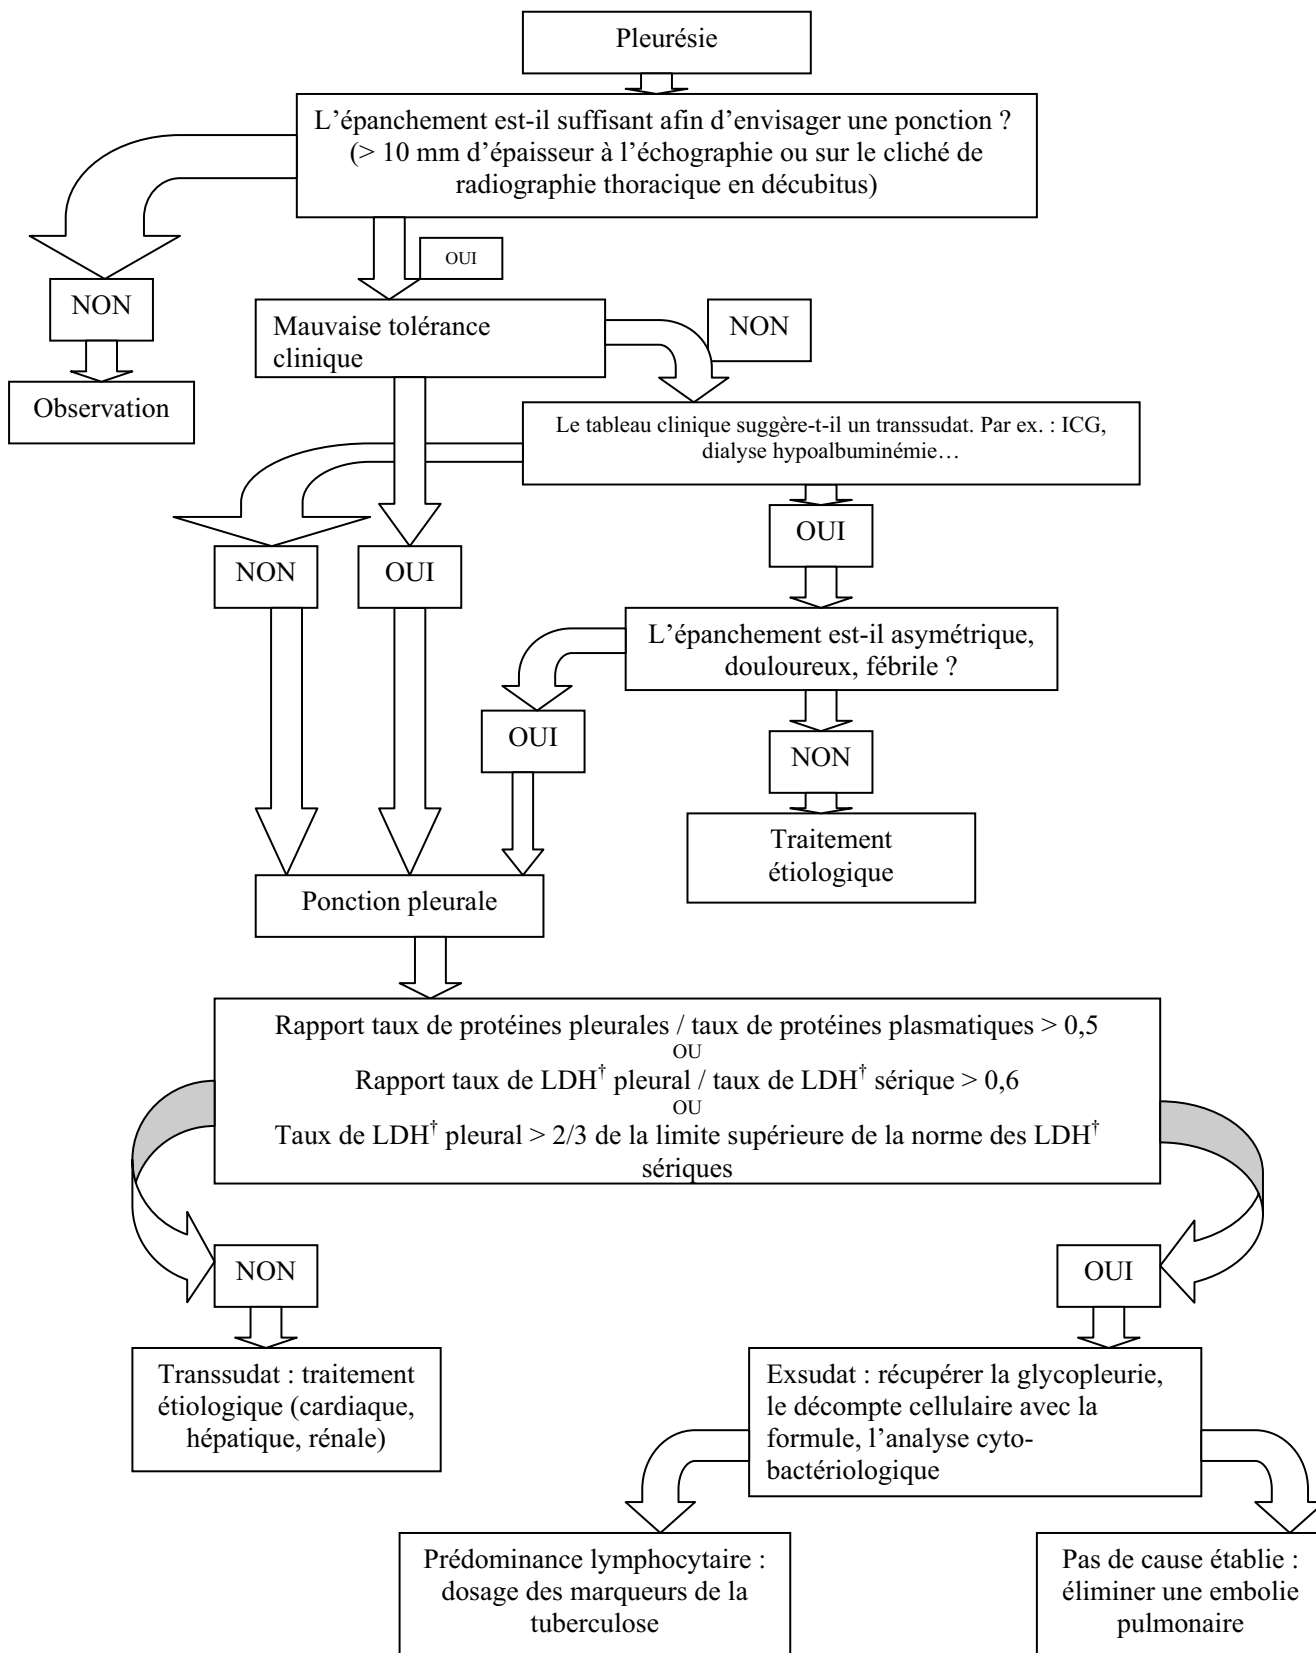 Pleurésie
L’épanchement est-il suffisant afin d’envisager une ponction ?
(> 10 mm d’épaisseur à l’échographie ou sur le cliché de
radiographie thoracique en décubitus)
OUI
NON
Mauvaise tolérance
clinique
NON
Observation
Le tableau clinique suggère-t-il un transsudat. Par ex. : ICG,
dialyse hypoalbuminémie…
OUI
NON
OUI
L’épanchement est-il asymétrique,
douloureux, fébrile ?
OUI
NON
Traitement
étiologique
Ponction pleurale
Rapport taux de protéines pleurales / taux de protéines plasmatiques > 0,5
OU
Rapport taux de LDH† pleural / taux de LDH† sérique > 0,6
OU
Taux de LDH† pleural > 2/3 de la limite supérieure de la norme des LDH†
sériques
NON
OUI
Transsudat : traitement
étiologique (cardiaque,
hépatique, rénale)
Exsudat : récupérer la glycopleurie,
le décompte cellulaire avec la
formule, l’analyse cyto-
bactériologique
Prédominance lymphocytaire :
dosage des marqueurs de la
tuberculose
Pas de cause établie :
éliminer une embolie
pulmonaire